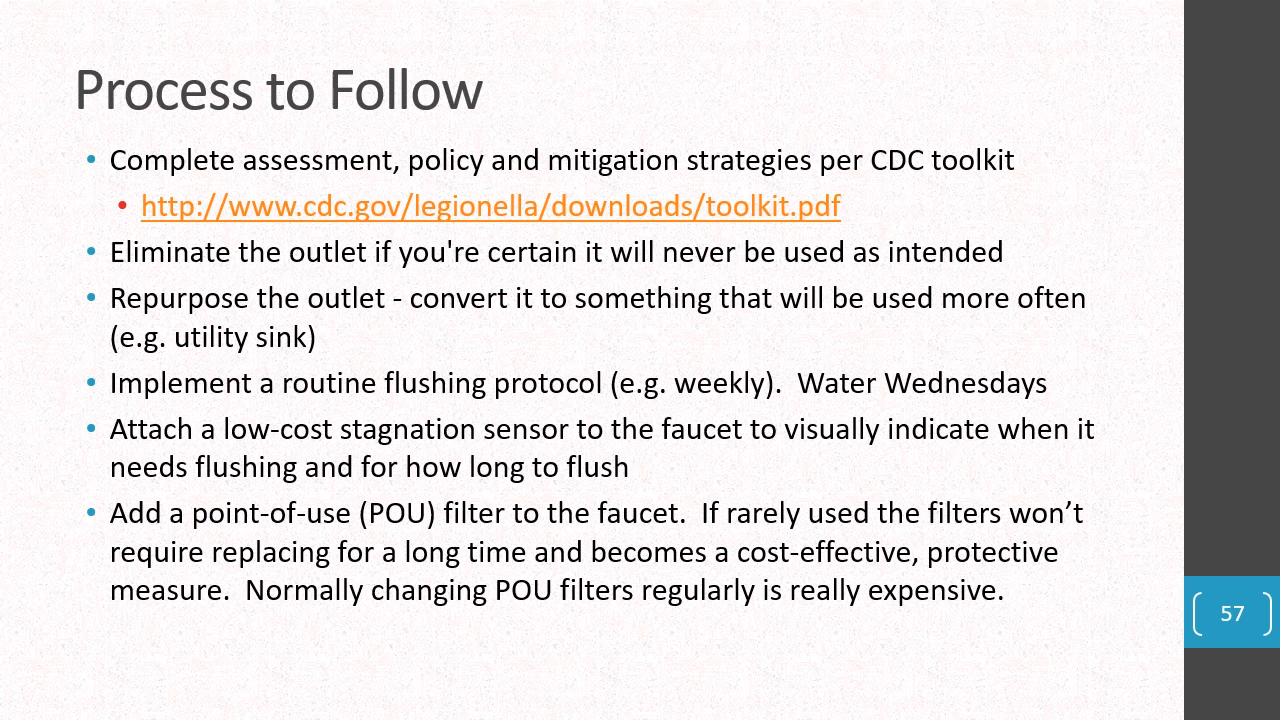 Process to Follow
• Complete assessment, policy and mitigation strategies per CDC toolkit
• http://www.cdc.gov/legionella/downloads/toolkit.pdf
• Eliminate the outlet if you're certain it will never be used as intended
• Repurpose the outlet - convert it to something that will be used more often
(e.g. utility sink)
• Implement a routine flushing protocol (e.g. weekly).  Water Wednesdays
• Attach a low-cost stagnation sensor to the faucet to visually indicate when it
needs flushing and for how long to flush
• Add a point-of-use (POU) filter to the faucet.  If rarely used the filters won’t
require replacing for a long time and becomes a cost-effective, protective
measure.  Normally changing POU filters regularly is really expensive.
57